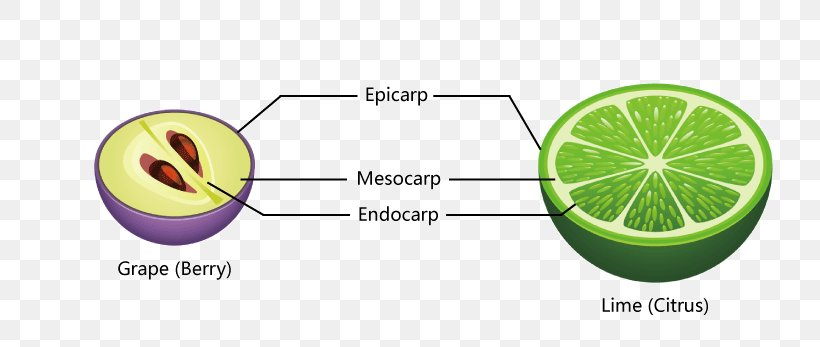 Epicarp
Mesocarp
Endocarp
Grape (Berry)
Lime (Citrus)